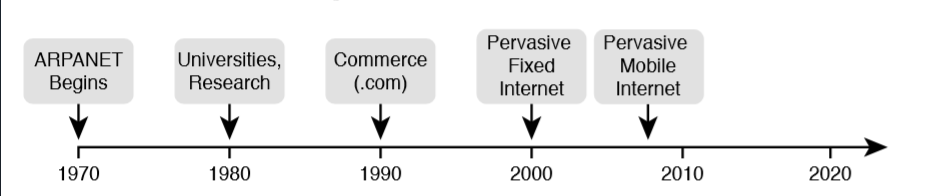 ARPANET
Begins
Universities,
Research
Commerce
(.com)
Pervasive
Fixed
Internet
Pervasive
Mobile
Internet
1970
1980
1990
2000
2010
2020